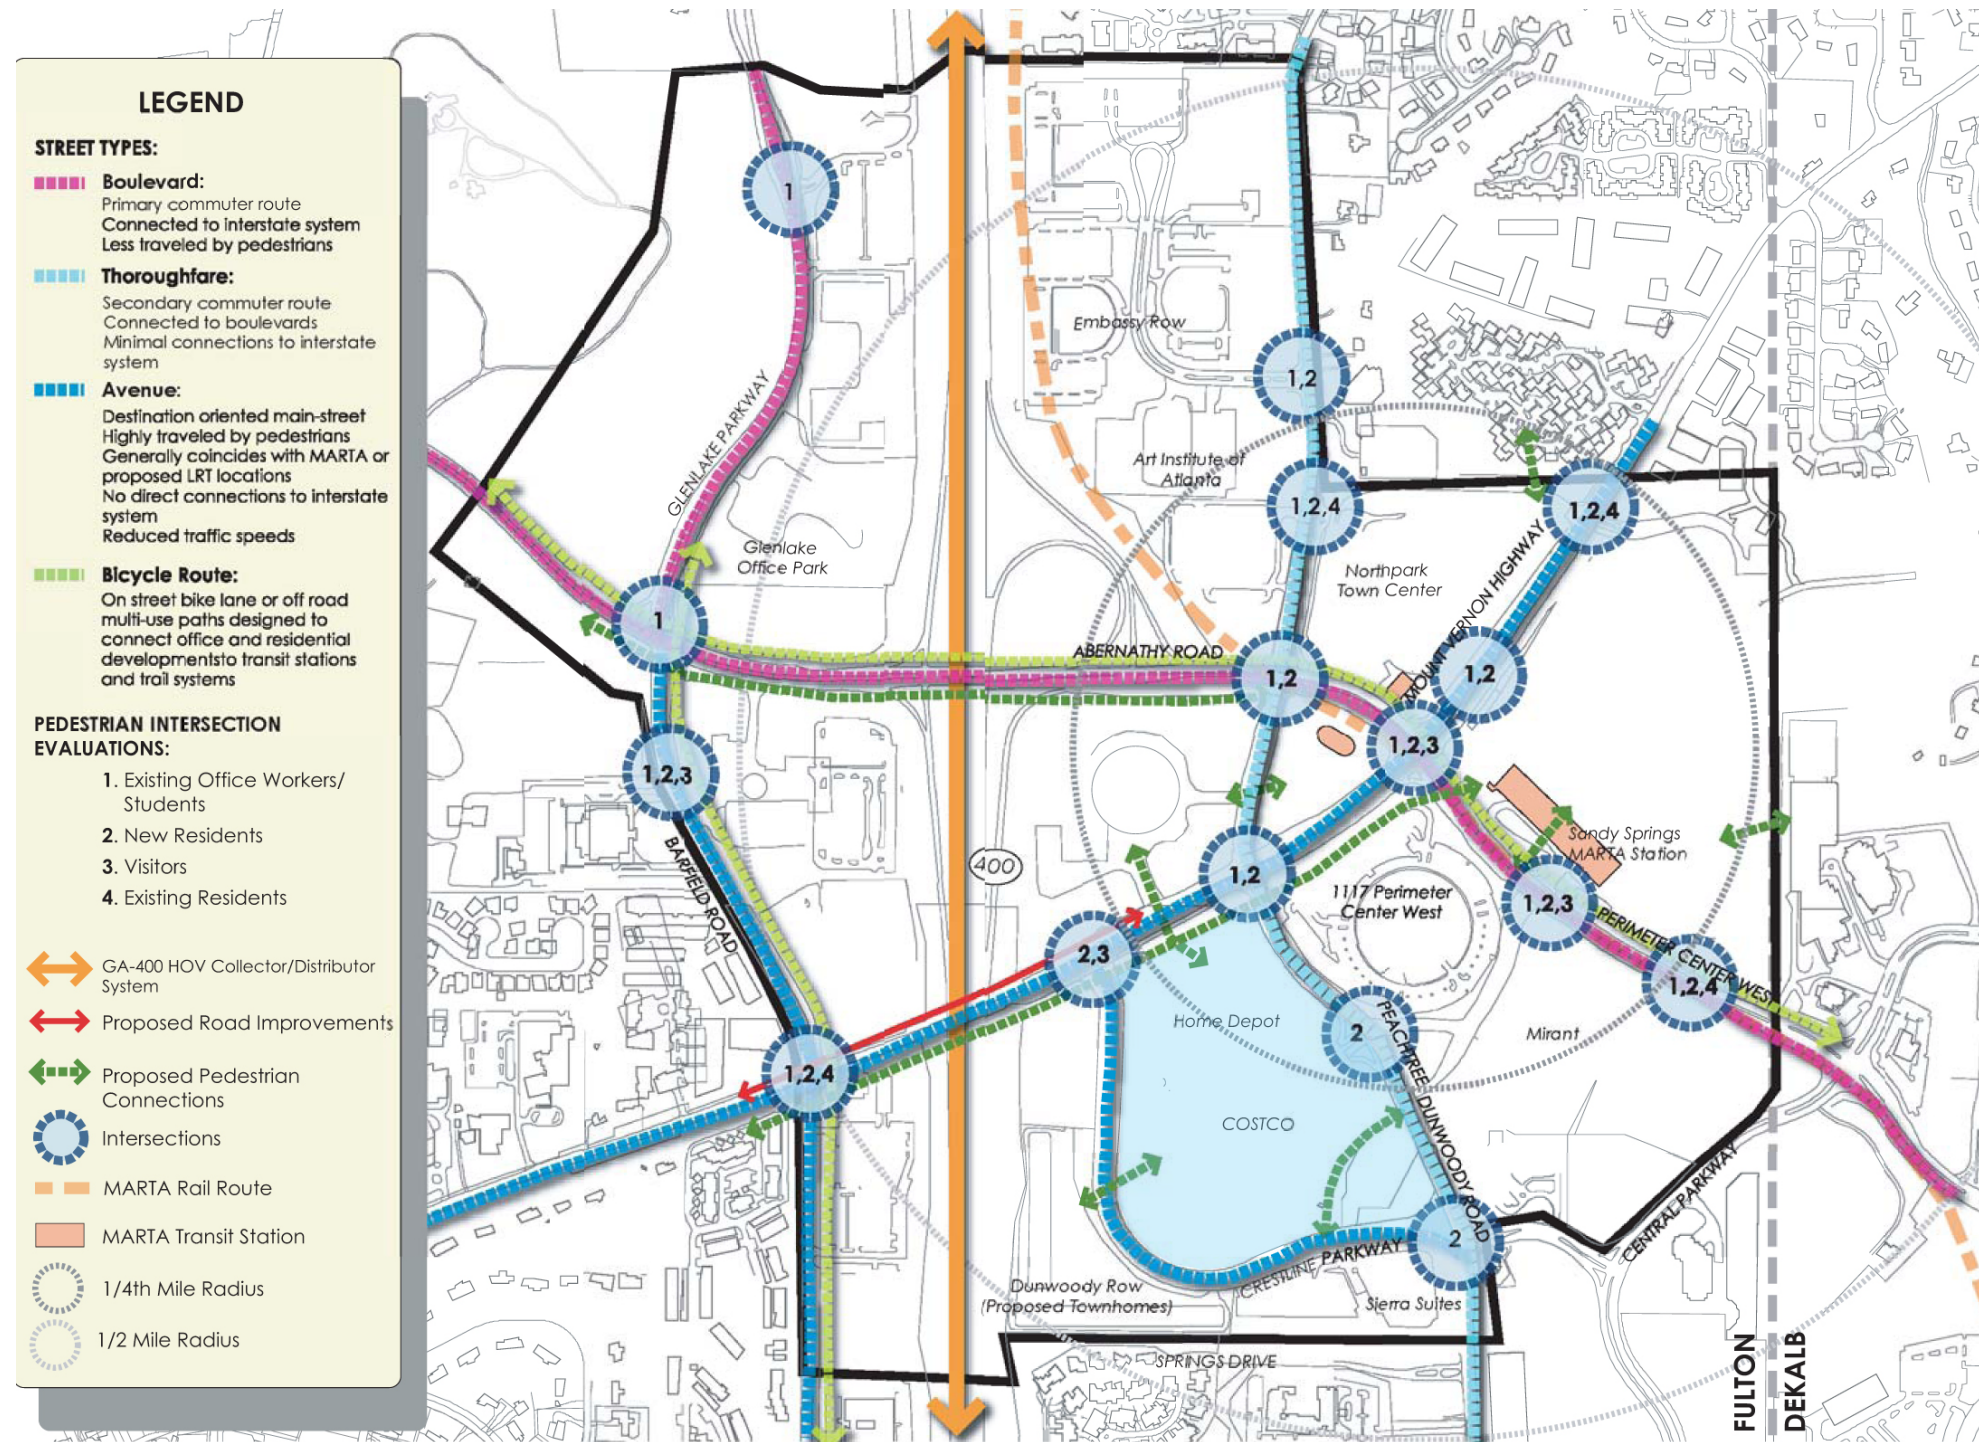 LEGEND
STREET TYPES:
Boulevard:
Primary commuter route
Connected to interstate system
Less traveled by pedestrians
Thoroughfare:
Secondary commuter route
Connected to boulevards
Minimal connections to interstate
system
Avenue:
Destination oriented main-street
Highly traveled by pedestrians
Generally coincides with MARTA or
proposed LRT locations
No direct connections to interstate
system
Reduced traffic speeds
Bicycle Route:
On street bike lane or off road
multi-use paths designed to
connect office and residential
developmentsto transit stations
and trail systems
PEDESTRIAN INTERSECTION
EVALUATIONS:
1. Existing Office Workers/
Students
2. New Residents
3. Visitors
4. Existing Residents
GA-400 HOV Collector/Distributor
System
Proposed Road Improvements
Proposed Pedestrian
Connections
Intersections
MARTA Rail Route
MARTA Transit Station
1/4th Mile Radius
1/2 Mile Radius
1
Embassy Row
1,2
GLENLAKE PARKWAY
Art Institute of
Atlanta
1,2,4
1,2,4
Glenlake
Office Park
Northpark
Town Center
MOUNT VERNON HIGHWAY
1
ABERNATHY ROAD
1,2
1,2
1,2,3
1,2,3
BARFIELD ROAD
400
1,2
Sandy Springs
MARTA Station
1117 Perimeter
Center West
1,2,3
PERIMETER CENTER WEST
2,3
1,2,4
Home Depot
2
PEACHTREE DUNWOODY ROAD
Mirant
1,2,4
COSTCO
CENTRAL PARKWAY
2
CRESTLINE PARKWAY
Dunwoody Row
(Proposed Townhomes)
Sierra Suites
SPRINGS DRIVE
FULTON
DEKALB